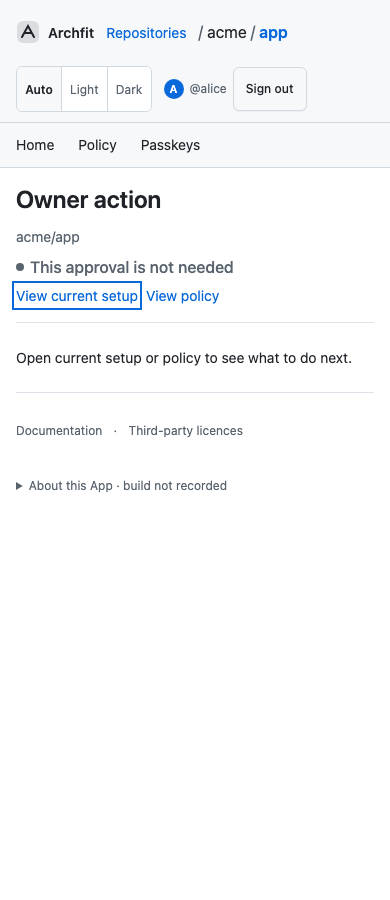 Archfit Repositories / acme / app
Auto Light Dark A @alice Sign out
Home Policy Passkeys
Owner action
acme/app
This approval is not needed
View current setup View policy
Open current setup or policy to see what to do next.
Documentation · Third-party licences
About this App · build not recorded